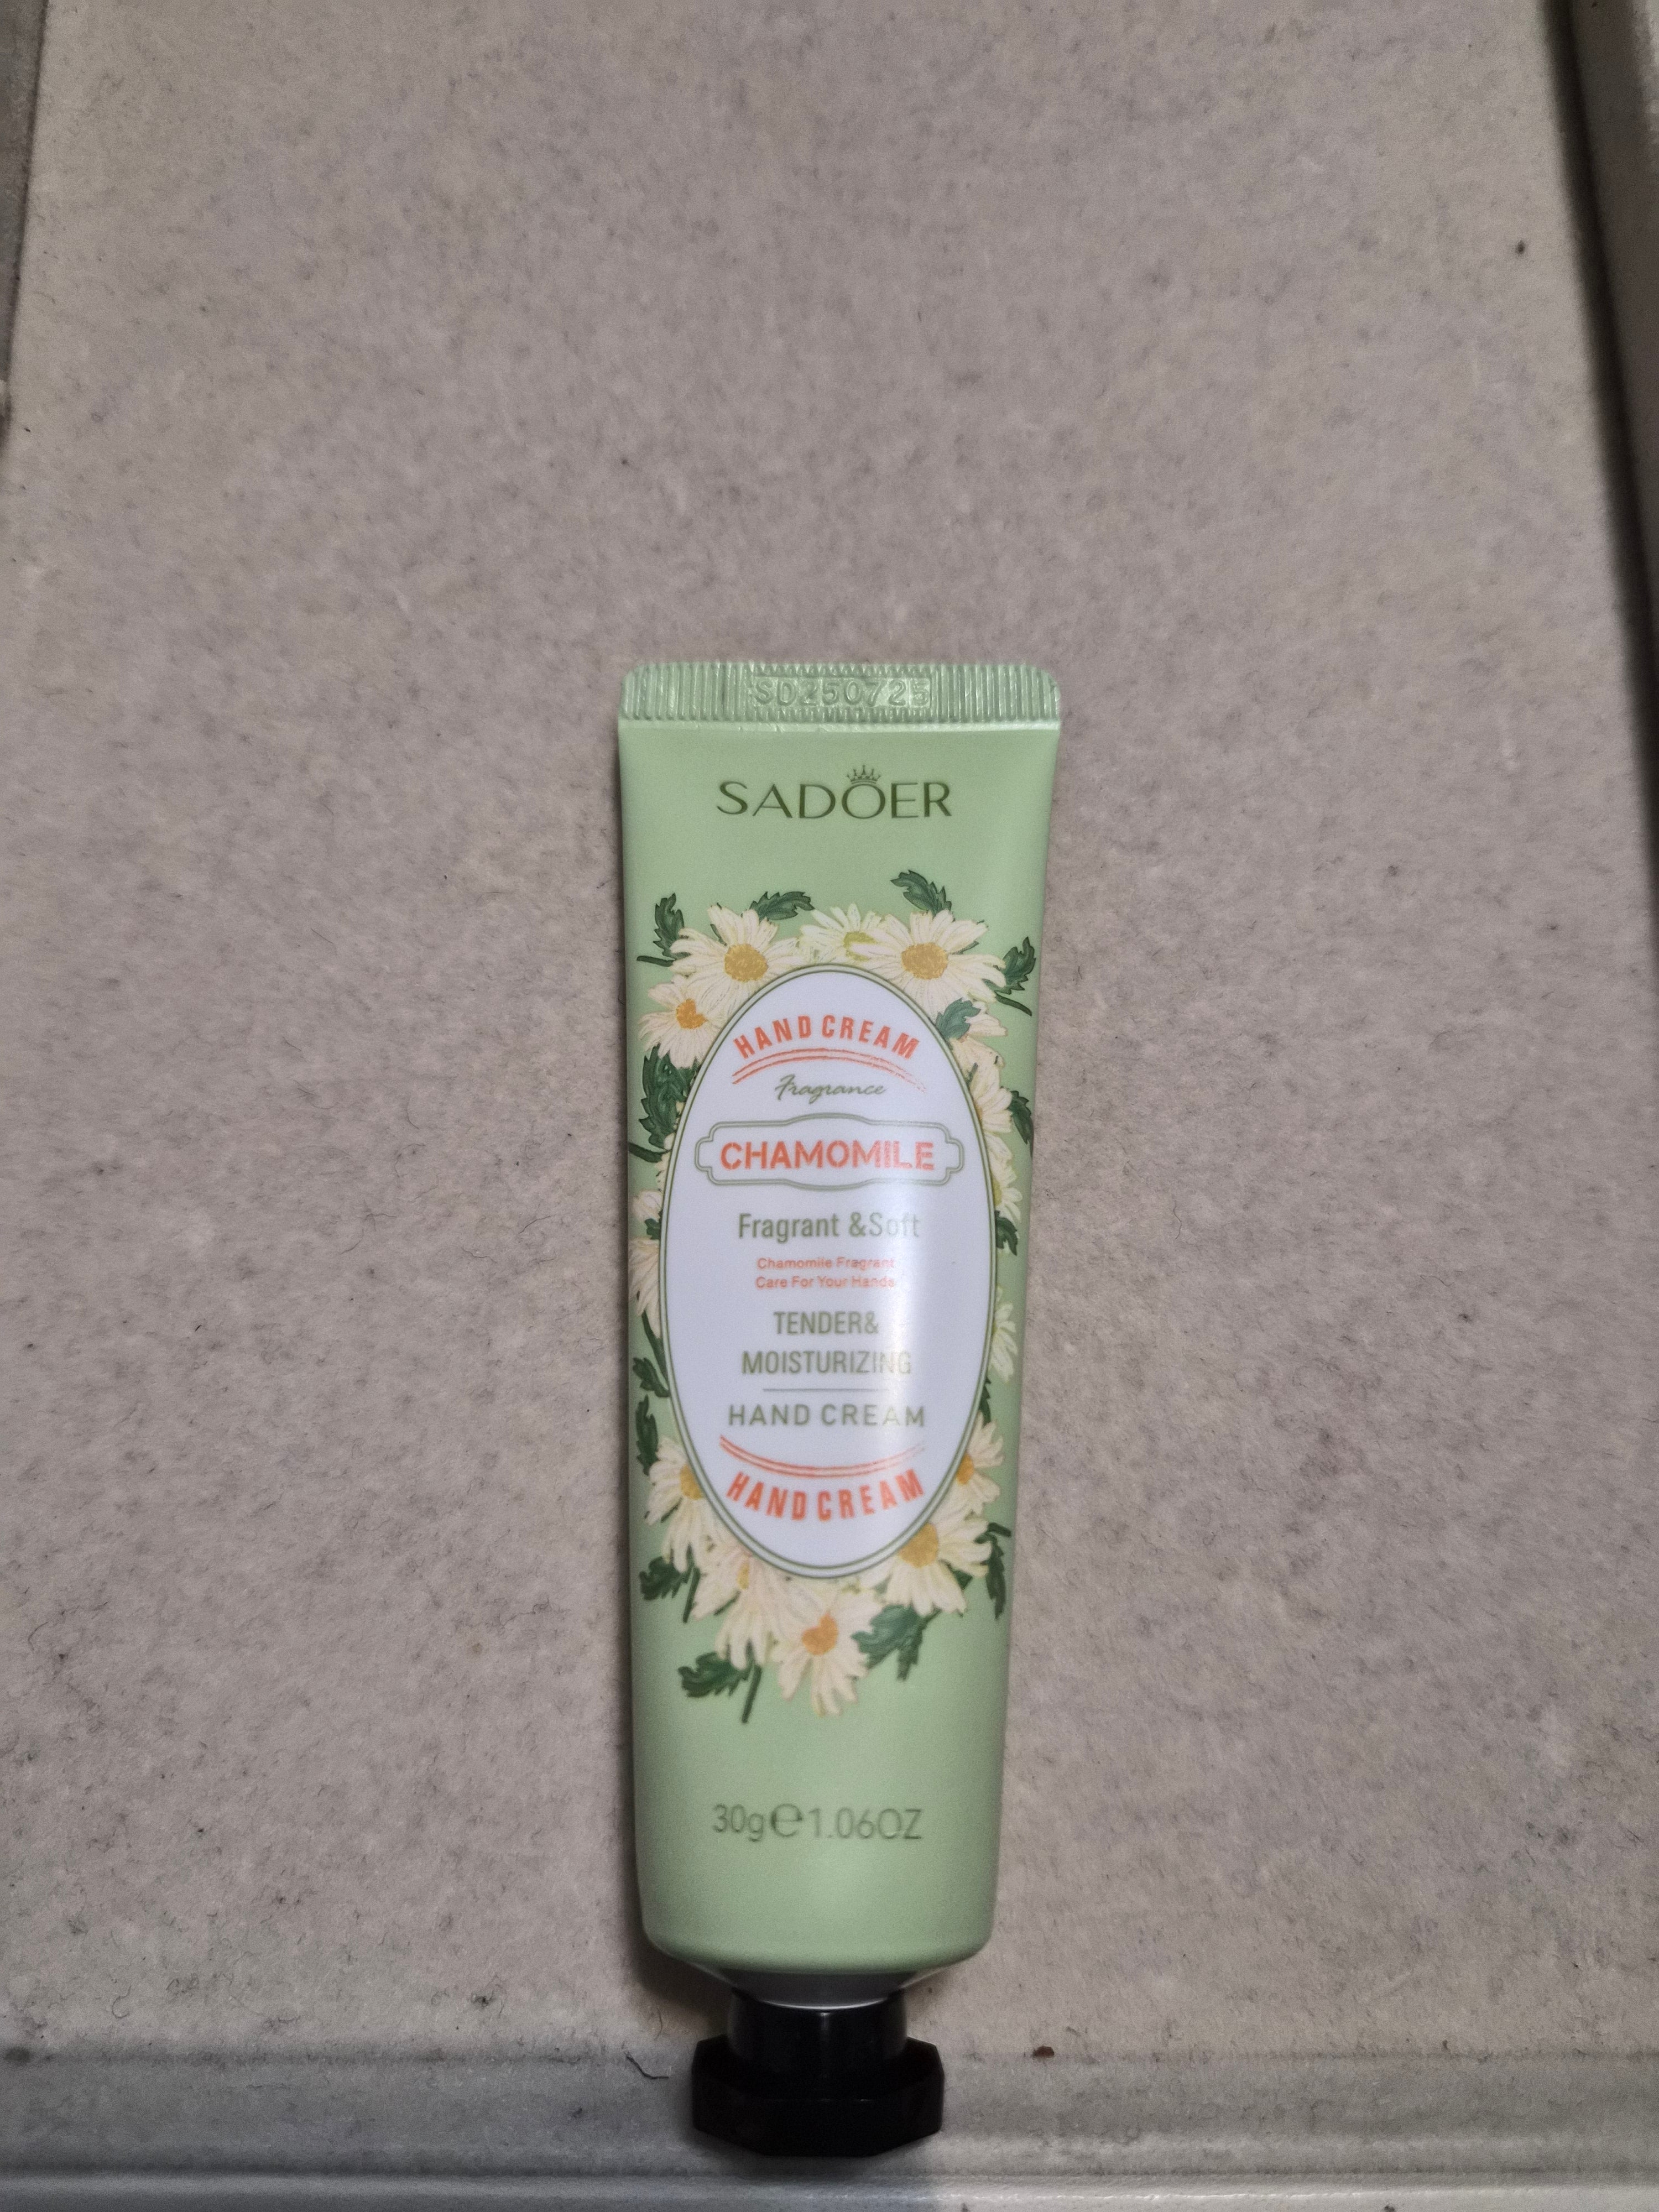 SD250725
SADOER
HAND CREAM
Fragrance
CHAMOMILE
Fragrant &Soft
Chamomile Fragrant
Care For Your Hands
TENDER&
MOISTURIZING
HAND CREAM
HAND CREAM
30g℮1.06OZ